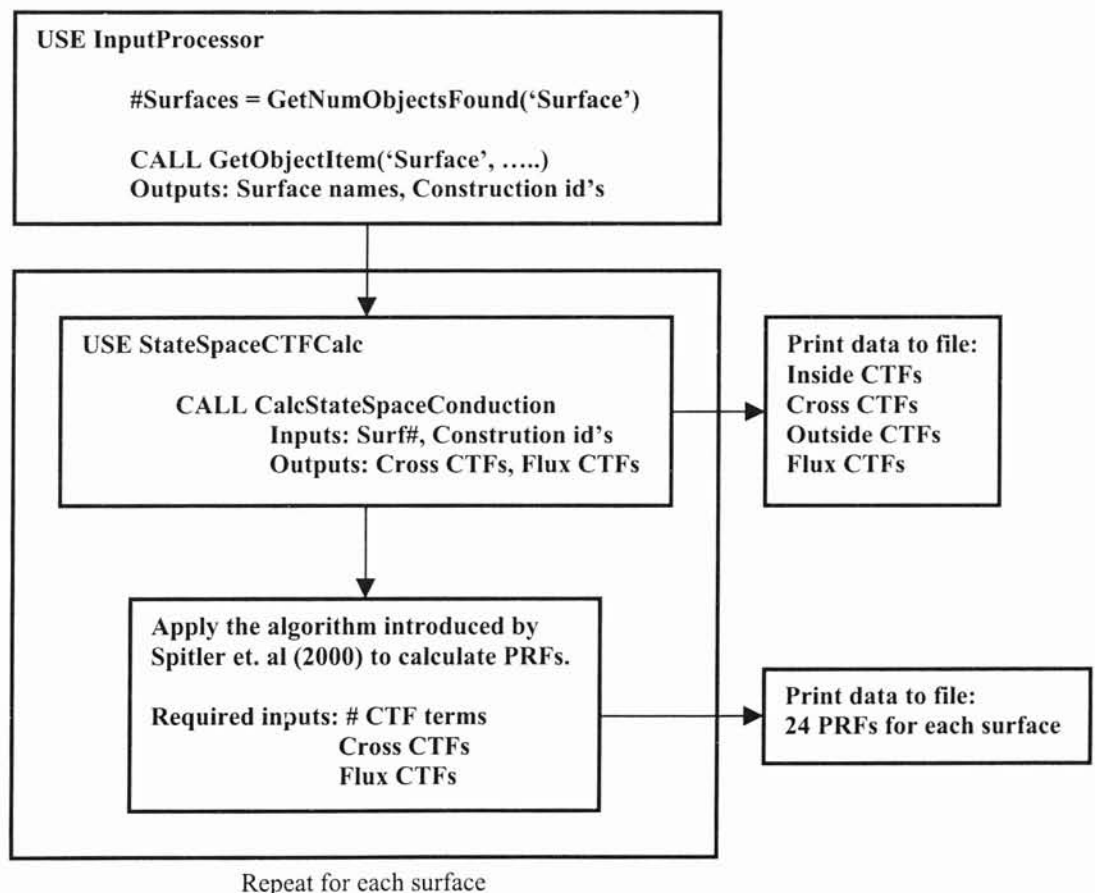 USE InputProcessor
#Surfaces = GetNumObjectsFound(‘Surface’)
CALL GetObjectItem(‘Surface’, …..)
Outputs: Surface names, Construction id's
USE StateSpaceCTFCalc
CALL CalcStateSpaceConduction
Inputs: Surf#, Constrution id's
Outputs: Cross CTFs, Flux CTFs
Print data to file:
Inside CTFs
Cross CTFs
Outside CTFs
Flux CTFs
Apply the algorithm introduced by
Spitler et. al (2000) to calculate PRFs.
Required inputs: # CTF terms
Cross CTFs
Flux CTFs
Print data to file:
24 PRFs for each surface
Repeat for each surface